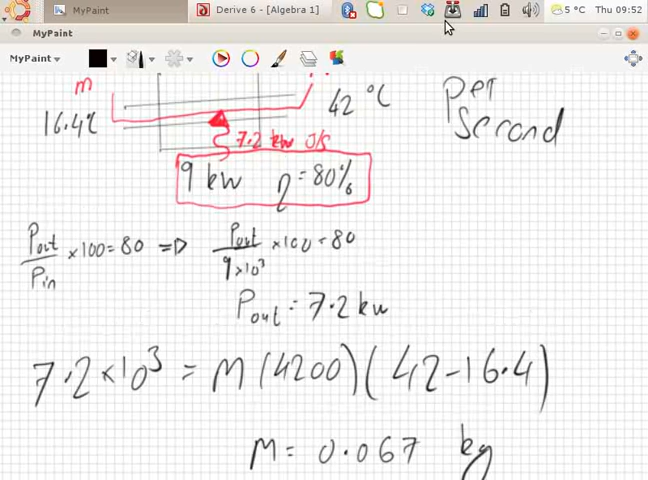 MyPaint
Derive 6 - [Algebra 1]
5 °C Thu 09:52
MyPaint
MyPaint
m
16.4℃
42 °C
Per
Second
7.2 kw J/s
9 kw η = 80%
Pout/Pin ×100=80 => Pout/9×10³ ×100=80
Pout = 7.2 kw
7.2×10³ = M(4200)(42-16.4)
M = 0.067 kg